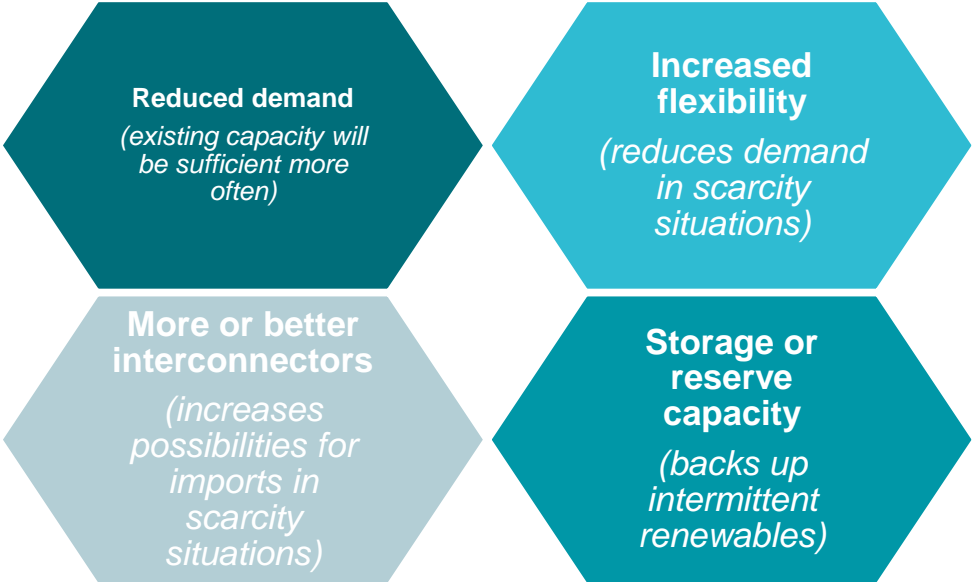 Reduced demand
(existing capacity will
be sufficient more
often)
Increased
flexibility
(reduces demand
in scarcity
situations)
More or better
interconnectors
(increases
possibilities for
imports in
scarcity
situations)
Storage or
reserve
capacity
(backs up
intermittent
renewables)